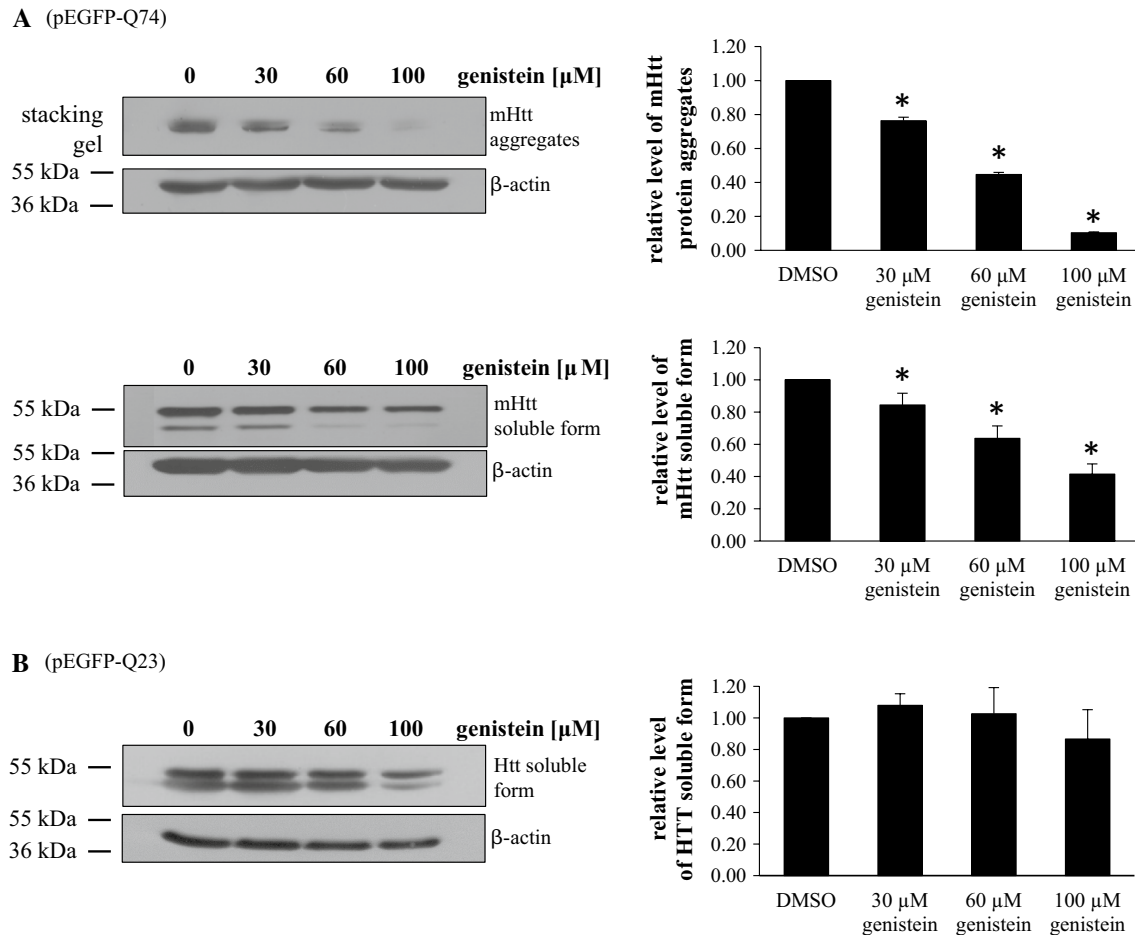 A (pEGFP-Q74)
0 30 60 100 genistein [µM]
stacking
gel
mHtt
aggregates
55 kDa
36 kDa
β-actin
relative level of mHtt
protein aggregates
1.20
1.00
0.80
0.60
0.40
0.20
0.00
*
*
*
DMSO
30 µM
genistein
60 µM
genistein
100 µM
genistein
0 30 60 100 genistein [µ M]
55 kDa
mHtt
soluble form
55 kDa
36 kDa
β-actin
relative level of
mHtt soluble form
1.20
1.00
0.80
0.60
0.40
0.20
0.00
*
*
*
DMSO
30 µM
genistein
60 µM
genistein
100 µM
genistein
B (pEGFP-Q23)
0 30 60 100 genistein [µM]
55 kDa
Htt soluble
form
55 kDa
36 kDa
β-actin
relative level
of HTT soluble form
1.20
1.00
0.80
0.60
0.40
0.20
0.00
DMSO
30 µM
genistein
60 µM
genistein
100 µM
genistein